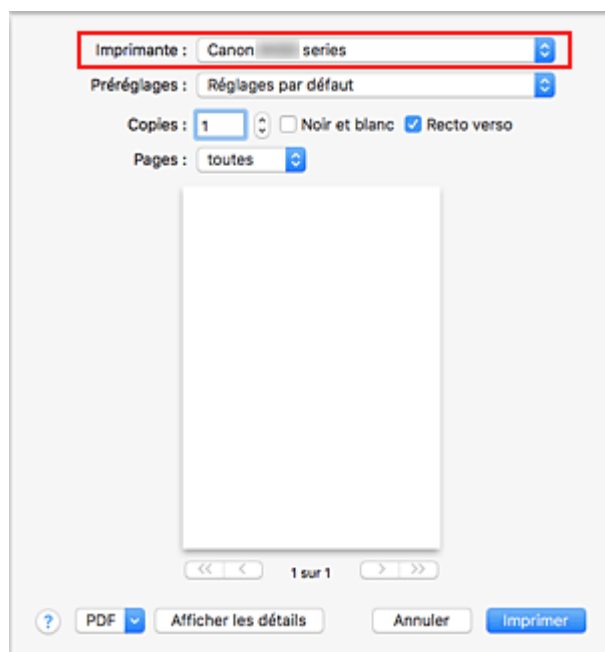 Imprimante : Canon series
Préréglages : Réglages par défaut
Copies : 1 Noir et blanc Recto verso
Pages : toutes
<< < 1 sur 1 > >>
? PDF Afficher les détails Annuler Imprimer